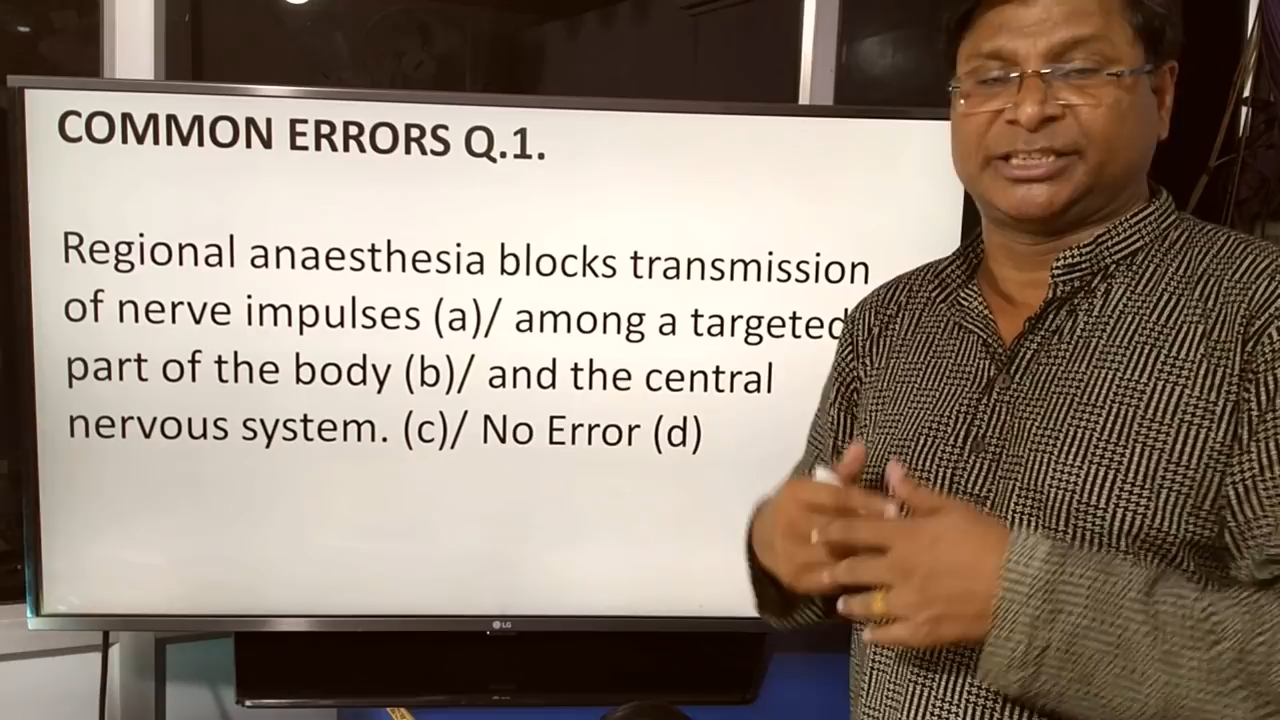 COMMON ERRORS Q.1.
Regional anaesthesia blocks transmission
of nerve impulses (a)/ among a targeted
part of the body (b)/ and the central
nervous system. (c)/ No Error (d)
LG